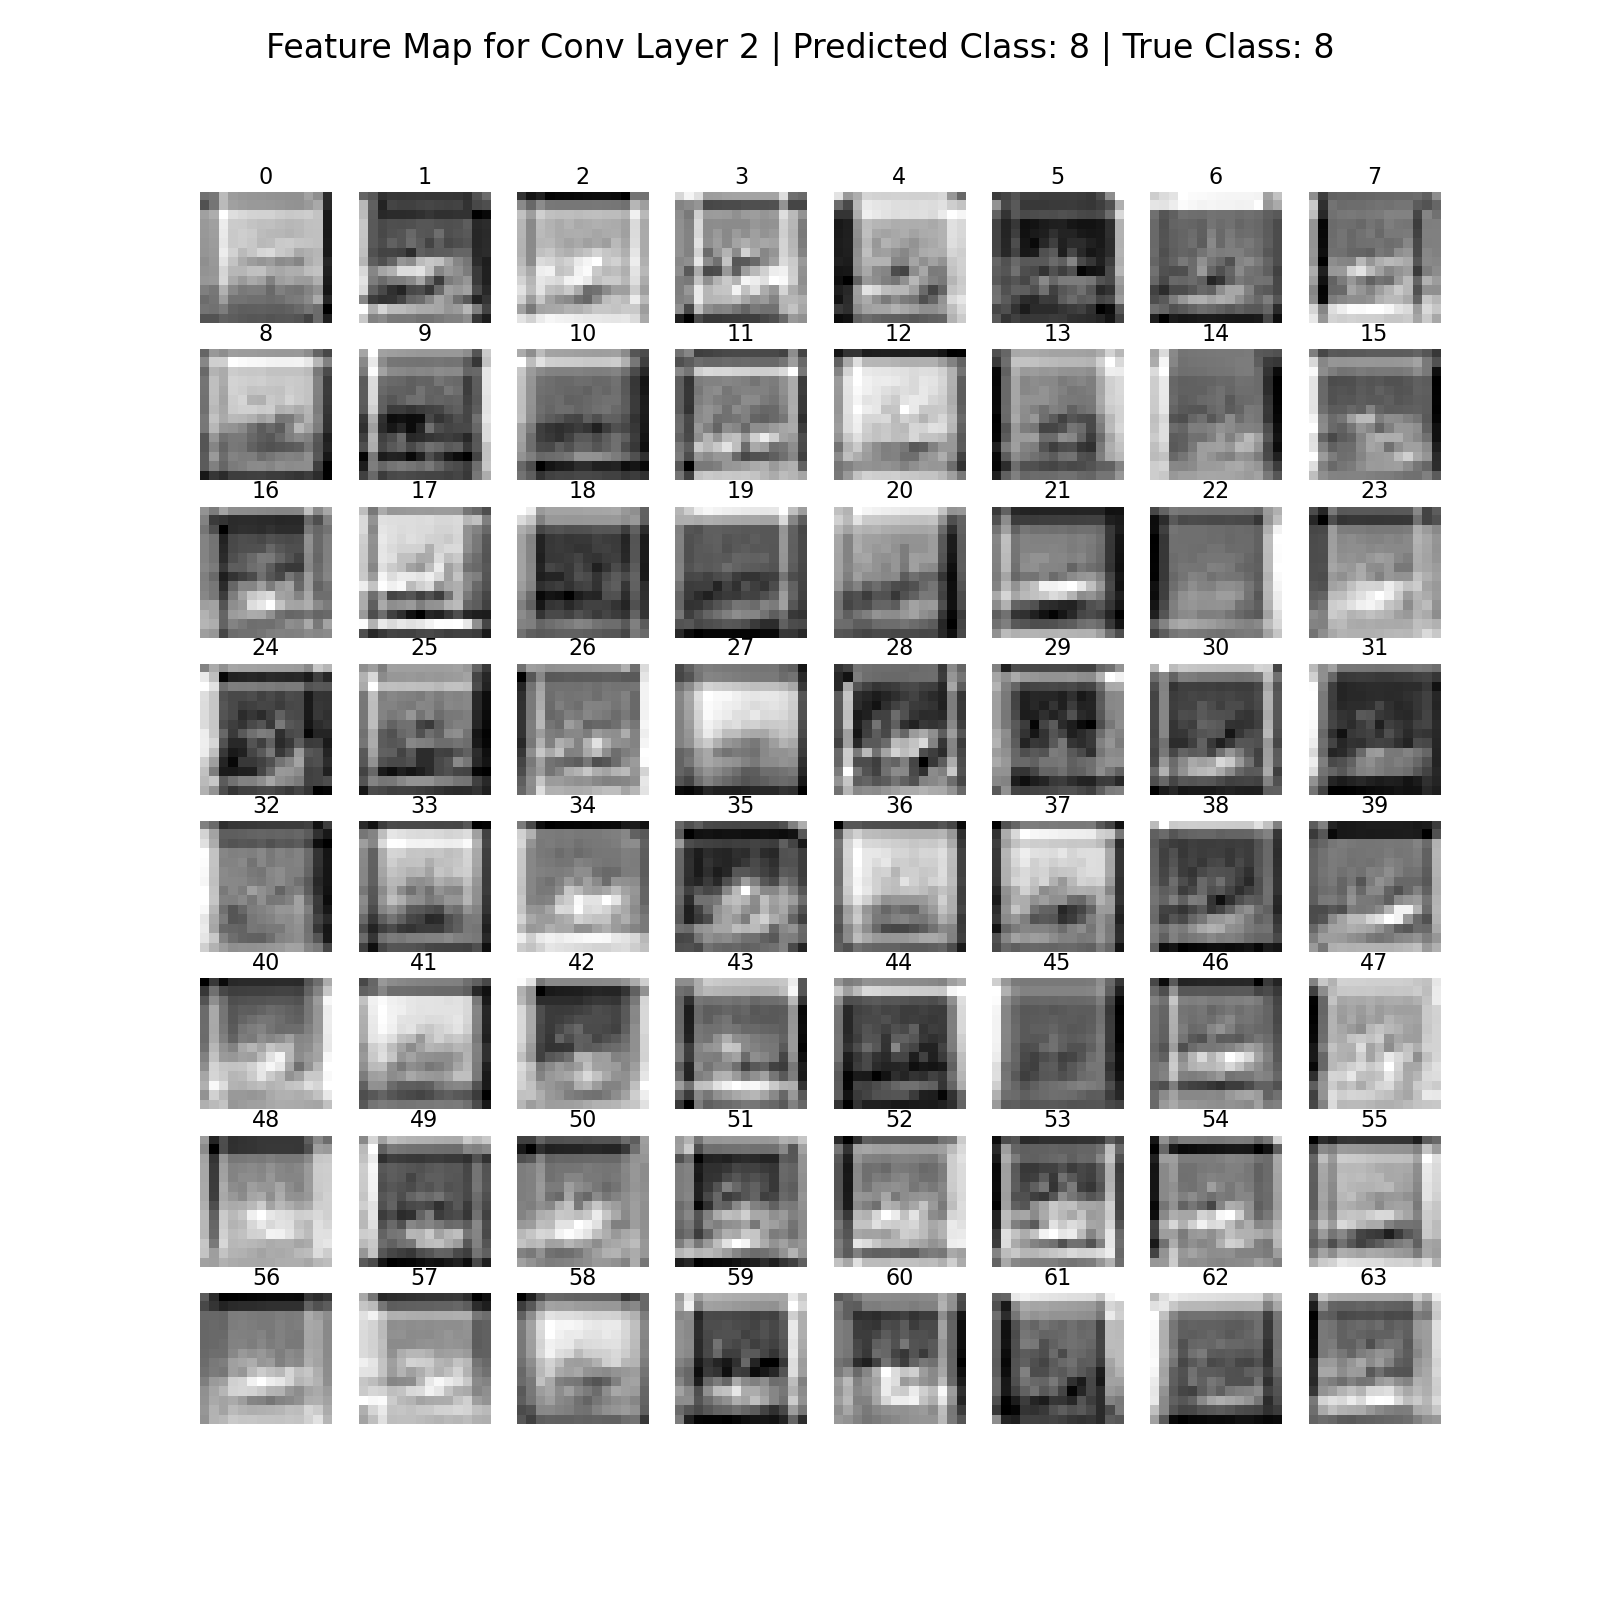 Feature Map for Conv Layer 2 | Predicted Class: 8 | True Class: 8
0 1 2 3 4 5 6 7
8 9 10 11 12 13 14 15
16 17 18 19 20 21 22 23
24 25 26 27 28 29 30 31
32 33 34 35 36 37 38 39
40 41 42 43 44 45 46 47
48 49 50 51 52 53 54 55
56 57 58 59 60 61 62 63